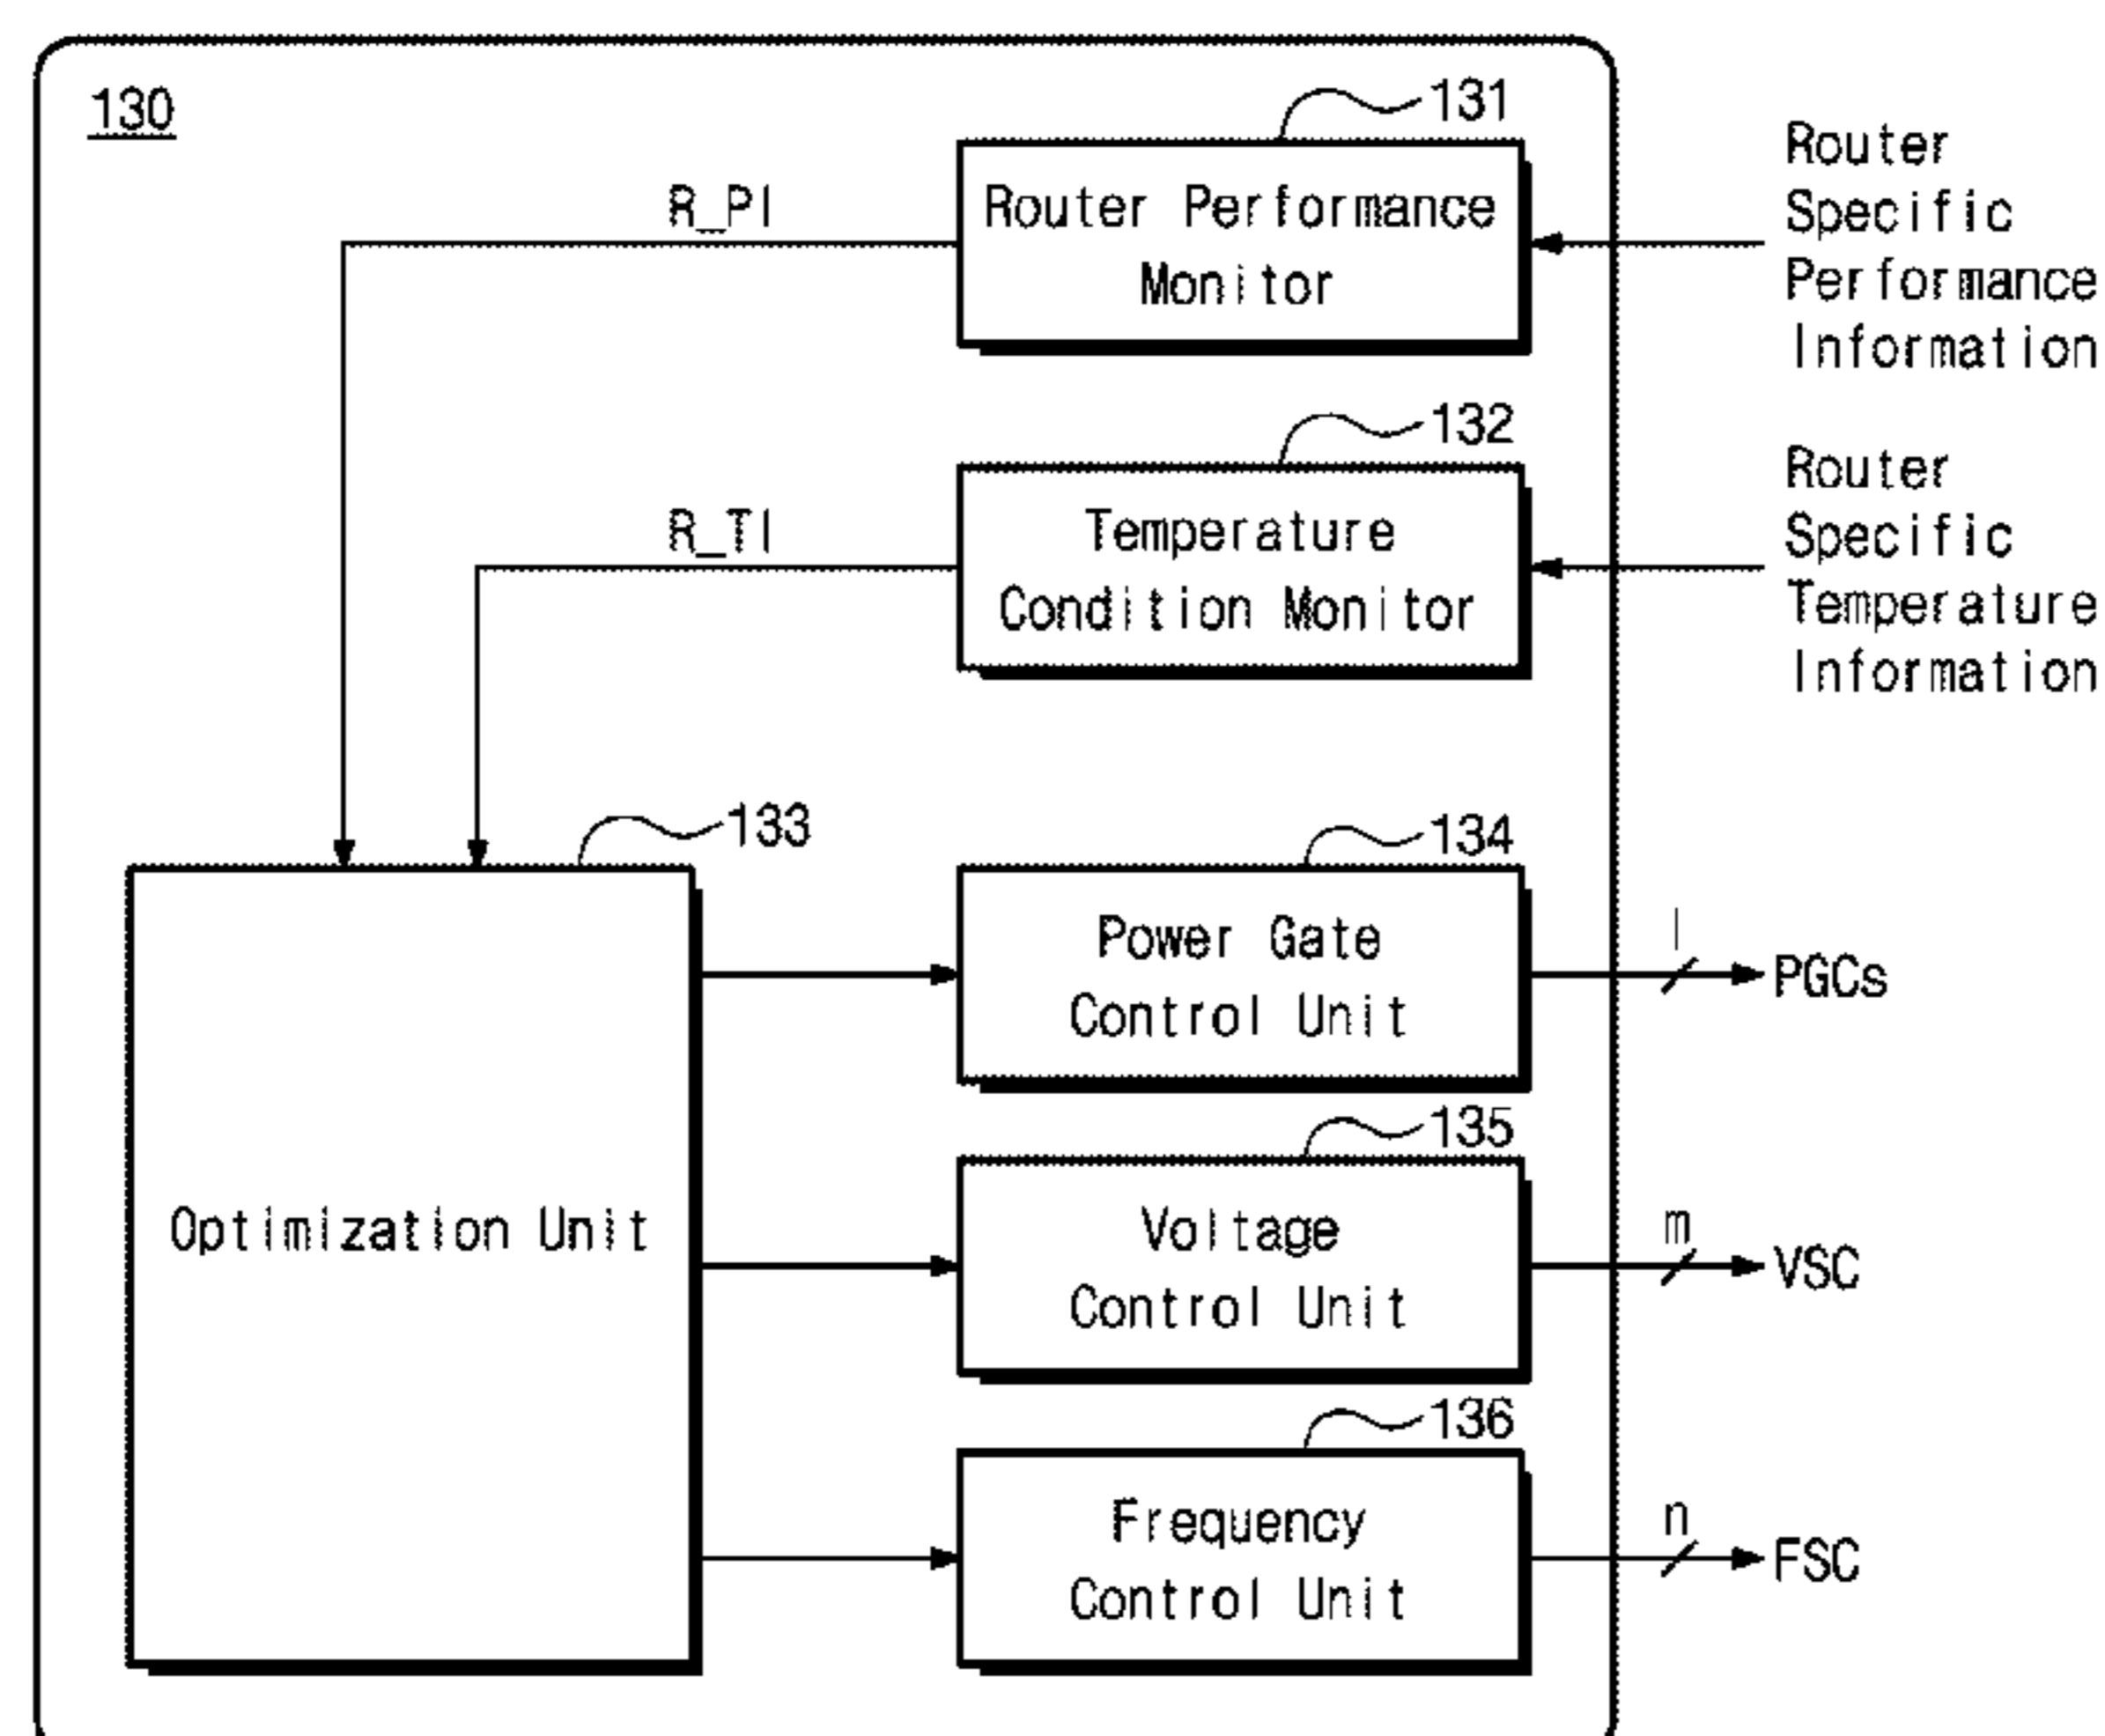 130
131
Router Performance
Monitor
R_PI
Router
Specific
Performance
Information
132
Temperature
Condition Monitor
R_TI
Router
Specific
Temperature
Information
133
Optimization Unit
134
Power Gate
Control Unit
l
PGCs
135
Voltage
Control Unit
m
VSC
136
Frequency
Control Unit
n
FSC